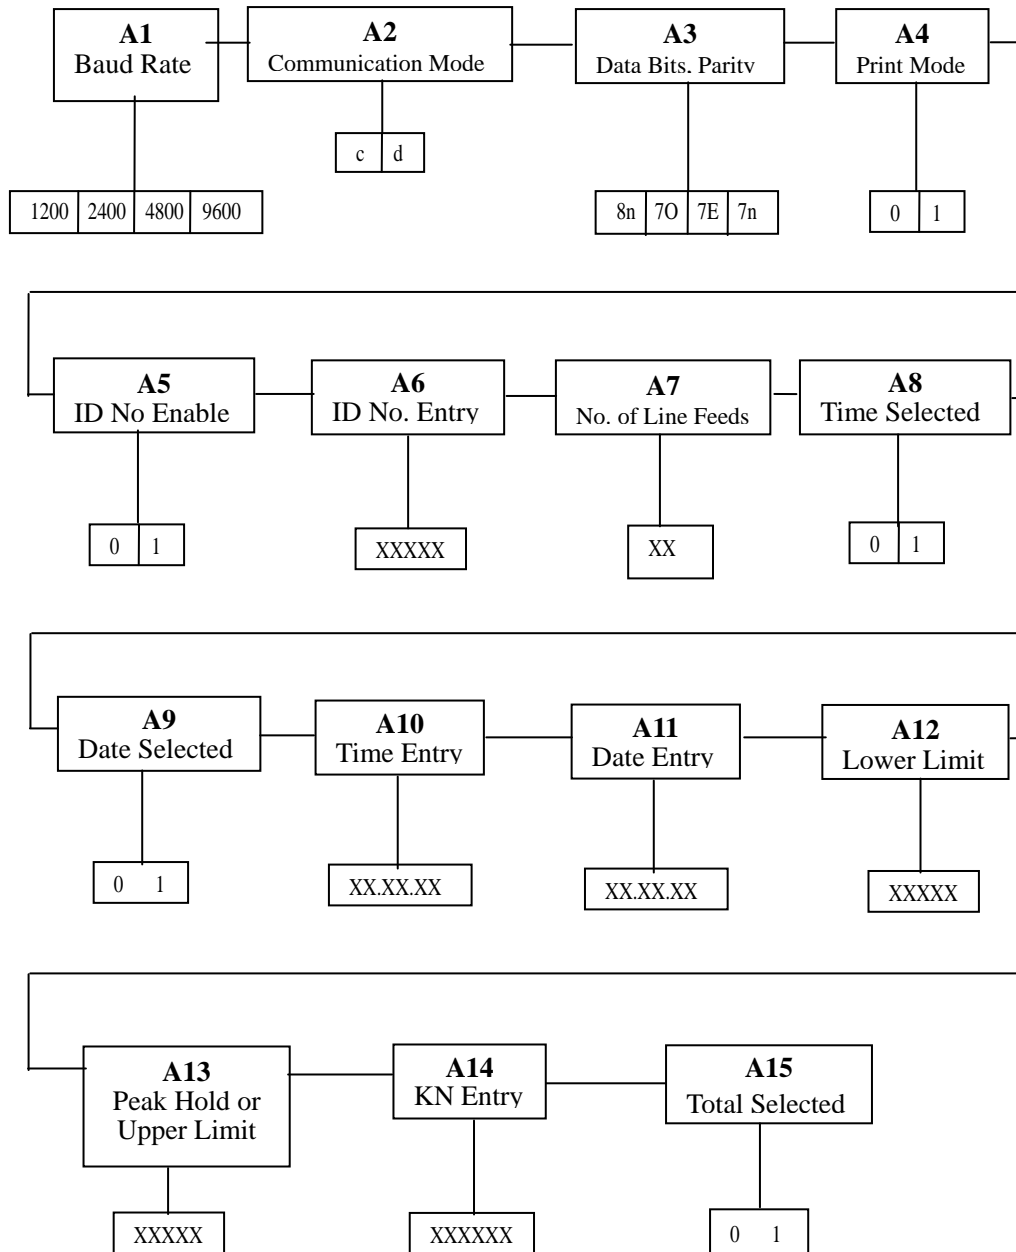 A1
Baud Rate
A2
Communication Mode
A3
Data Bits. Parity
A4
Print Mode
c d
1200 2400 4800 9600
8n 7O 7E 7n
0 1
A5
ID No Enable
A6
ID No. Entry
A7
No. of Line Feeds
A8
Time Selected
0 1
XXXXX
XX
0 1
A9
Date Selected
A10
Time Entry
A11
Date Entry
A12
Lower Limit
0 1
XX.XX.XX
XX.XX.XX
XXXXX
A13
Peak Hold or
Upper Limit
A14
KN Entry
A15
Total Selected
XXXXX
XXXXXX
0 1